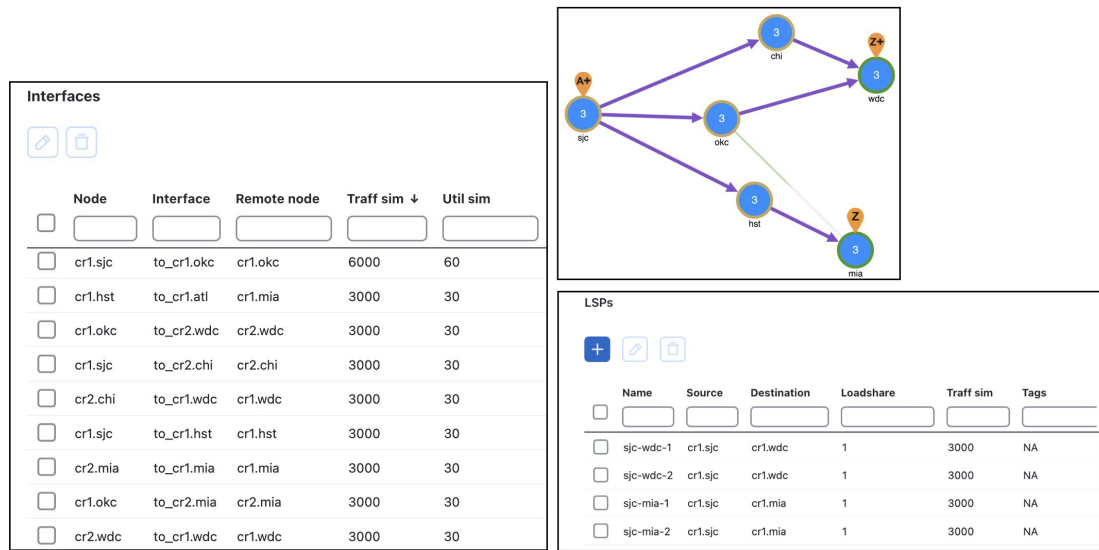 Interfaces
Node Interface Remote node Traff sim ↓ Util sim
cr1.sjc to_cr1.okc cr1.okc 6000 60
cr1.hst to_cr1.atl cr1.mia 3000 30
cr1.okc to_cr2.wdc cr2.wdc 3000 30
cr1.sjc to_cr2.chi cr2.chi 3000 30
cr2.chi to_cr1.wdc cr1.wdc 3000 30
cr1.sjc to_cr1.hst cr1.hst 3000 30
cr2.mia to_cr1.mia cr1.mia 3000 30
cr1.okc to_cr2.mia cr2.mia 3000 30
cr2.wdc to_cr1.wdc cr1.wdc 3000 30
3
chi
Z+
3
wdc
A+
3
sjc
3
okc
3
hst
Z
3
mia
LSPs
+
Name Source Destination Loadshare Traff sim Tags
sjc-wdc-1 cr1.sjc cr1.wdc 1 3000 NA
sjc-wdc-2 cr1.sjc cr1.wdc 1 3000 NA
sjc-mia-1 cr1.sjc cr1.mia 1 3000 NA
sjc-mia-2 cr1.sjc cr1.mia 1 3000 NA